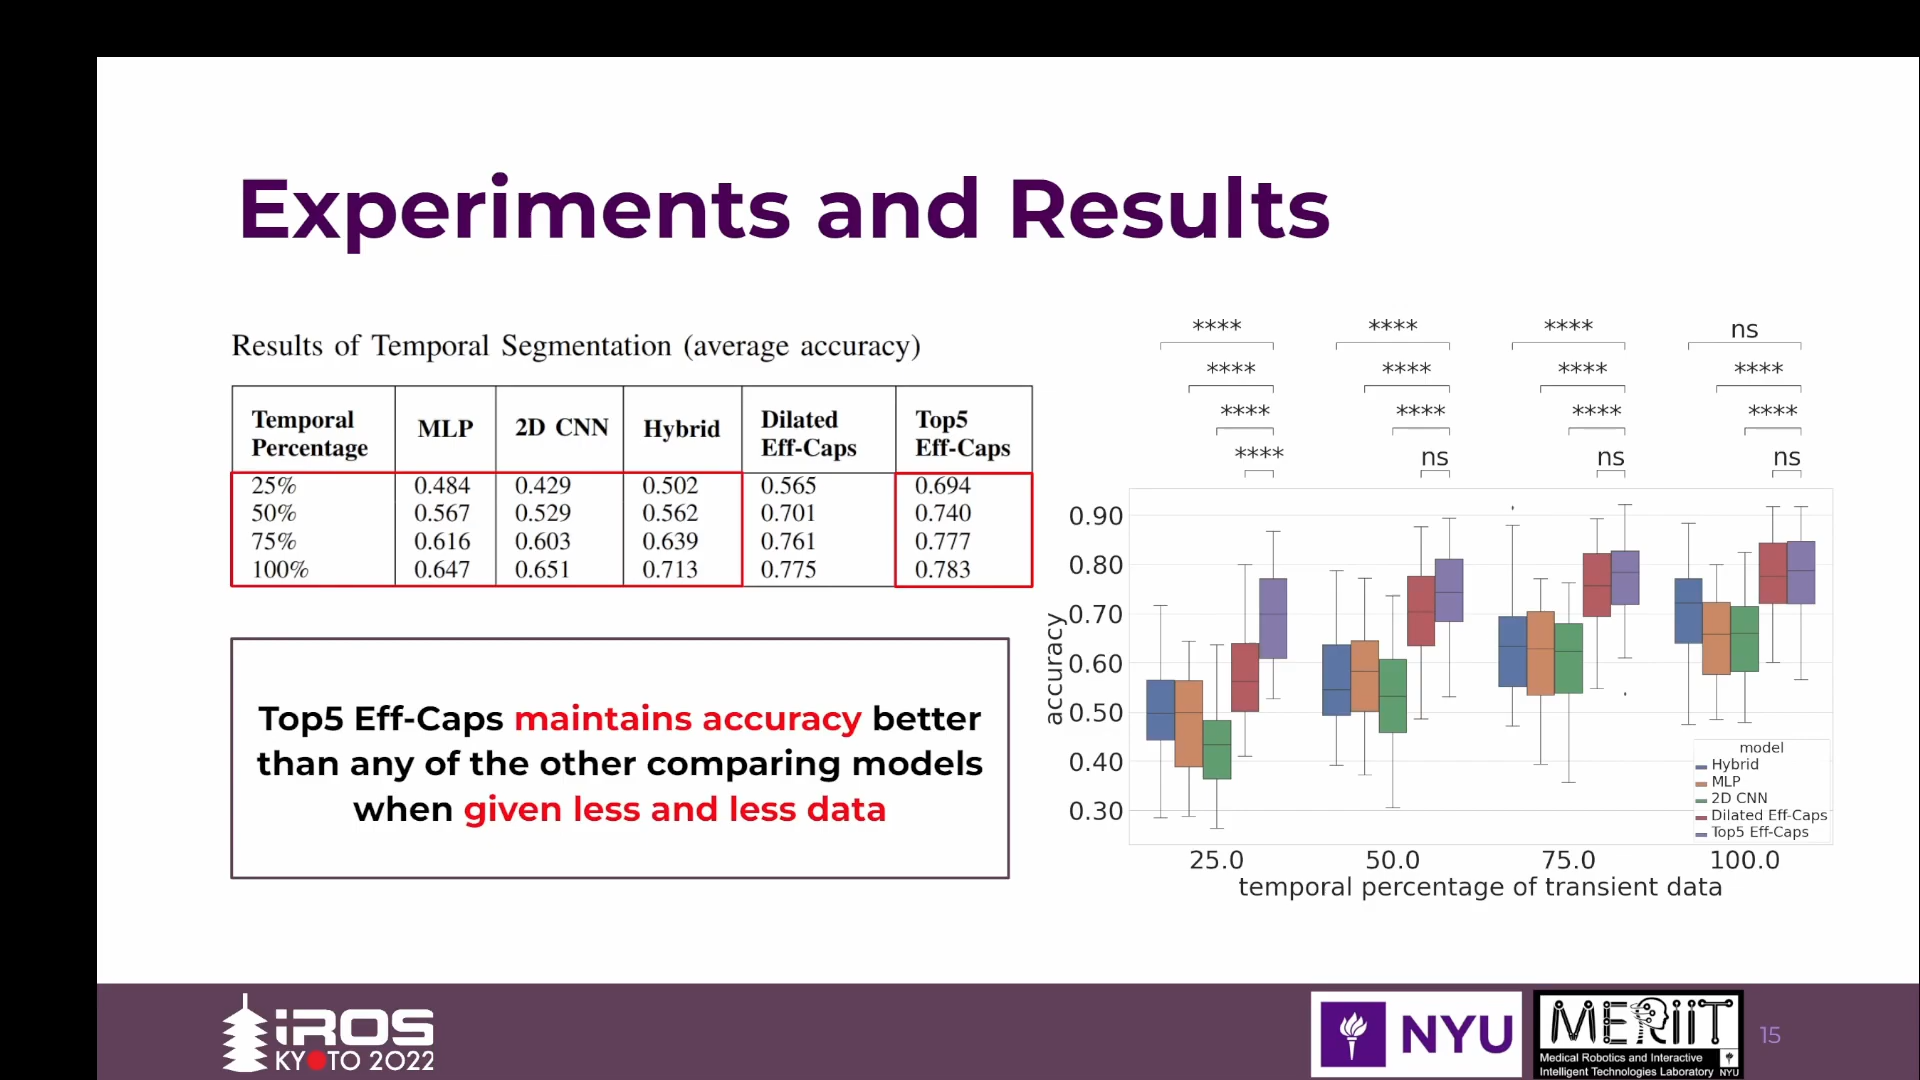 Experiments and Results
Results of Temporal Segmentation (average accuracy)
Temporal Percentage MLP 2D CNN Hybrid Dilated Eff-Caps Top5 Eff-Caps
25% 0.484 0.429 0.502 0.565 0.694
50% 0.567 0.529 0.562 0.701 0.740
75% 0.616 0.603 0.639 0.761 0.777
100% 0.647 0.651 0.713 0.775 0.783
Top5 Eff-Caps maintains accuracy better
than any of the other comparing models
when given less and less data
**** **** **** ns
**** **** **** ****
**** **** **** ****
**** ns ns ns
accuracy
0.90
0.80
0.70
0.60
0.50
0.40
0.30
model
Hybrid
MLP
2D CNN
Dilated Eff-Caps
Top5 Eff-Caps
25.0 50.0 75.0 100.0
temporal percentage of transient data
iROS
KYOTO 2022
NYU
MERIIT
Medical Robotics and Interactive
Intelligent Technologies Laboratory NYU
15